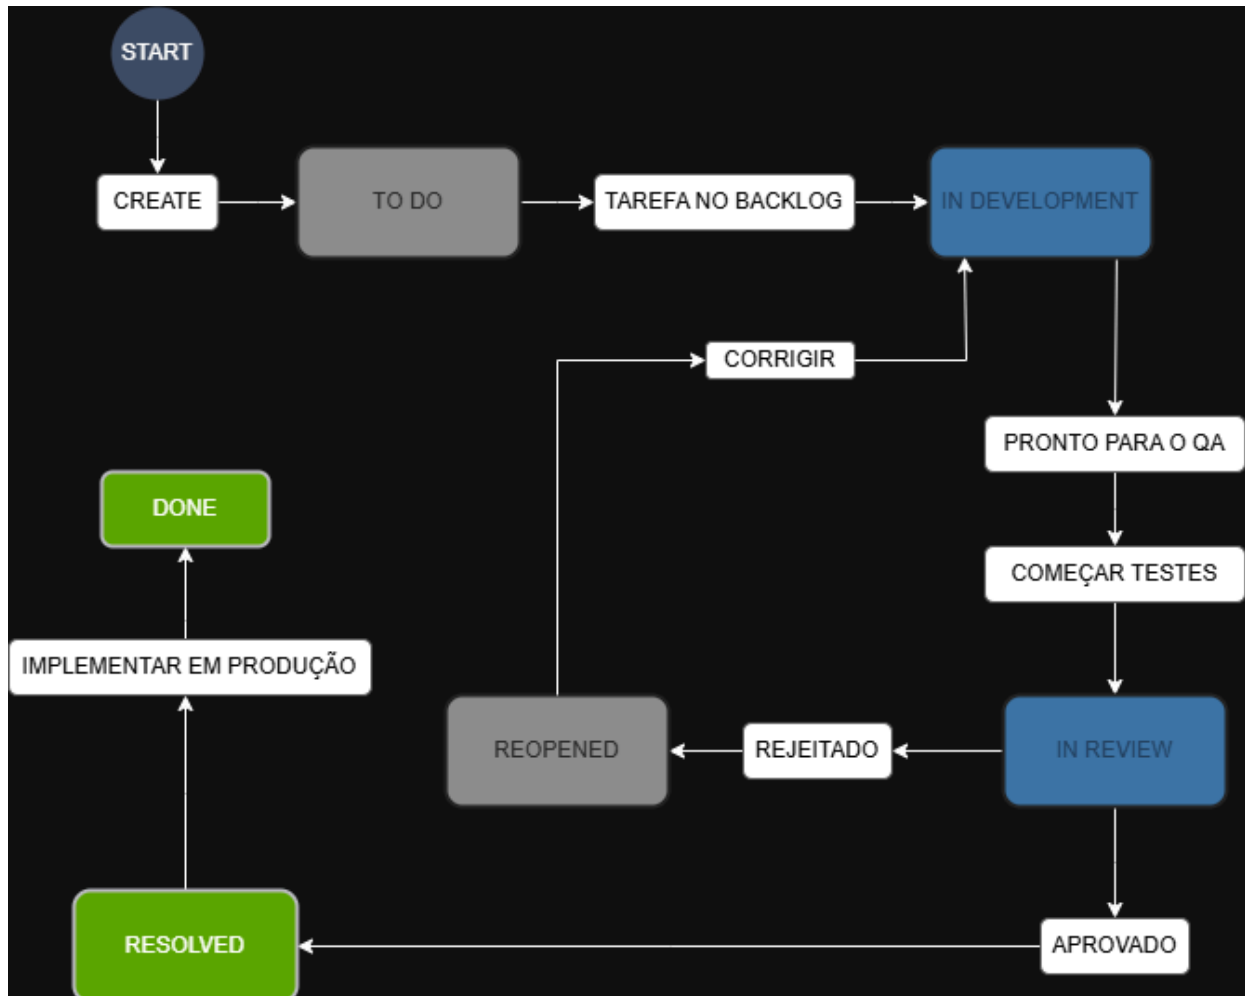 START
CREATE
TO DO
TAREFA NO BACKLOG
IN DEVELOPMENT
CORRIGIR
PRONTO PARA O QA
DONE
COMEÇAR TESTES
IMPLEMENTAR EM PRODUÇÃO
REOPENED
REJEITADO
IN REVIEW
RESOLVED
APROVADO